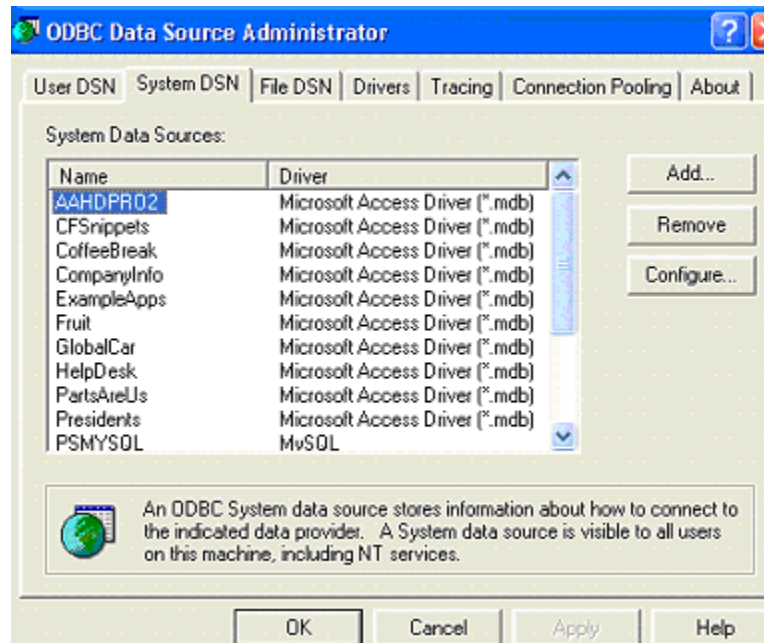 ODBC Data Source Administrator
User DSN System DSN File DSN Drivers Tracing Connection Pooling About
System Data Sources:
Name Driver
AAHDPRO2 Microsoft Access Driver (*.mdb)
CFSnippets Microsoft Access Driver (*.mdb)
CoffeeBreak Microsoft Access Driver (*.mdb)
CompanyInfo Microsoft Access Driver (*.mdb)
ExampleApps Microsoft Access Driver (*.mdb)
Fruit Microsoft Access Driver (*.mdb)
GlobalCar Microsoft Access Driver (*.mdb)
HelpDesk Microsoft Access Driver (*.mdb)
PartsAreUs Microsoft Access Driver (*.mdb)
Presidents Microsoft Access Driver (*.mdb)
PSMYSQL MySQL
Add...
Remove
Configure...
An ODBC System data source stores information about how to connect to
the indicated data provider. A System data source is visible to all users
on this machine, including NT services.
OK Cancel Apply Help